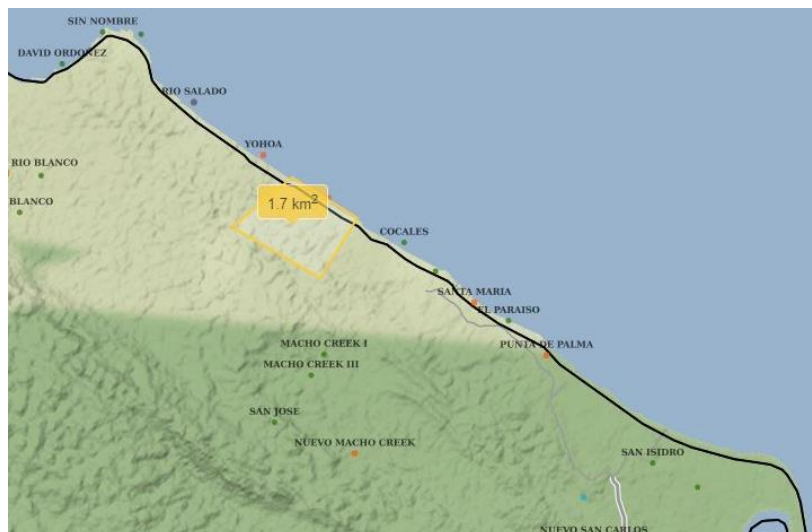 SIN NOMBRE
DAVID ORDOÑEZ
RIO SALADO
YOHOA
RIO BLANCO
BLANCO
1.7 km²
COCALES
SANTA MARIA
EL PARAISO
PUNTA DE PALMA
MACHO CREEK I
MACHO CREEK III
SAN JOSE
NUEVO MACHO CREEK
SAN ISIDRO
NUEVO SAN CARLOS